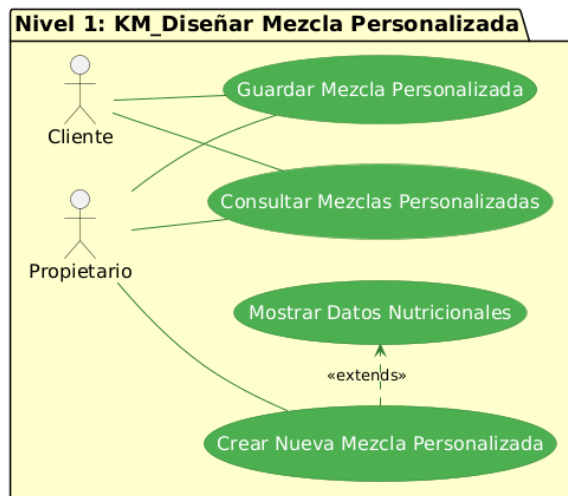 Nivel 1: KM_Diseñar Mezcla Personalizada
Guardar Mezcla Personalizada
Cliente
Consultar Mezclas Personalizadas
Propietario
Mostrar Datos Nutricionales
«extends»
Crear Nueva Mezcla Personalizada